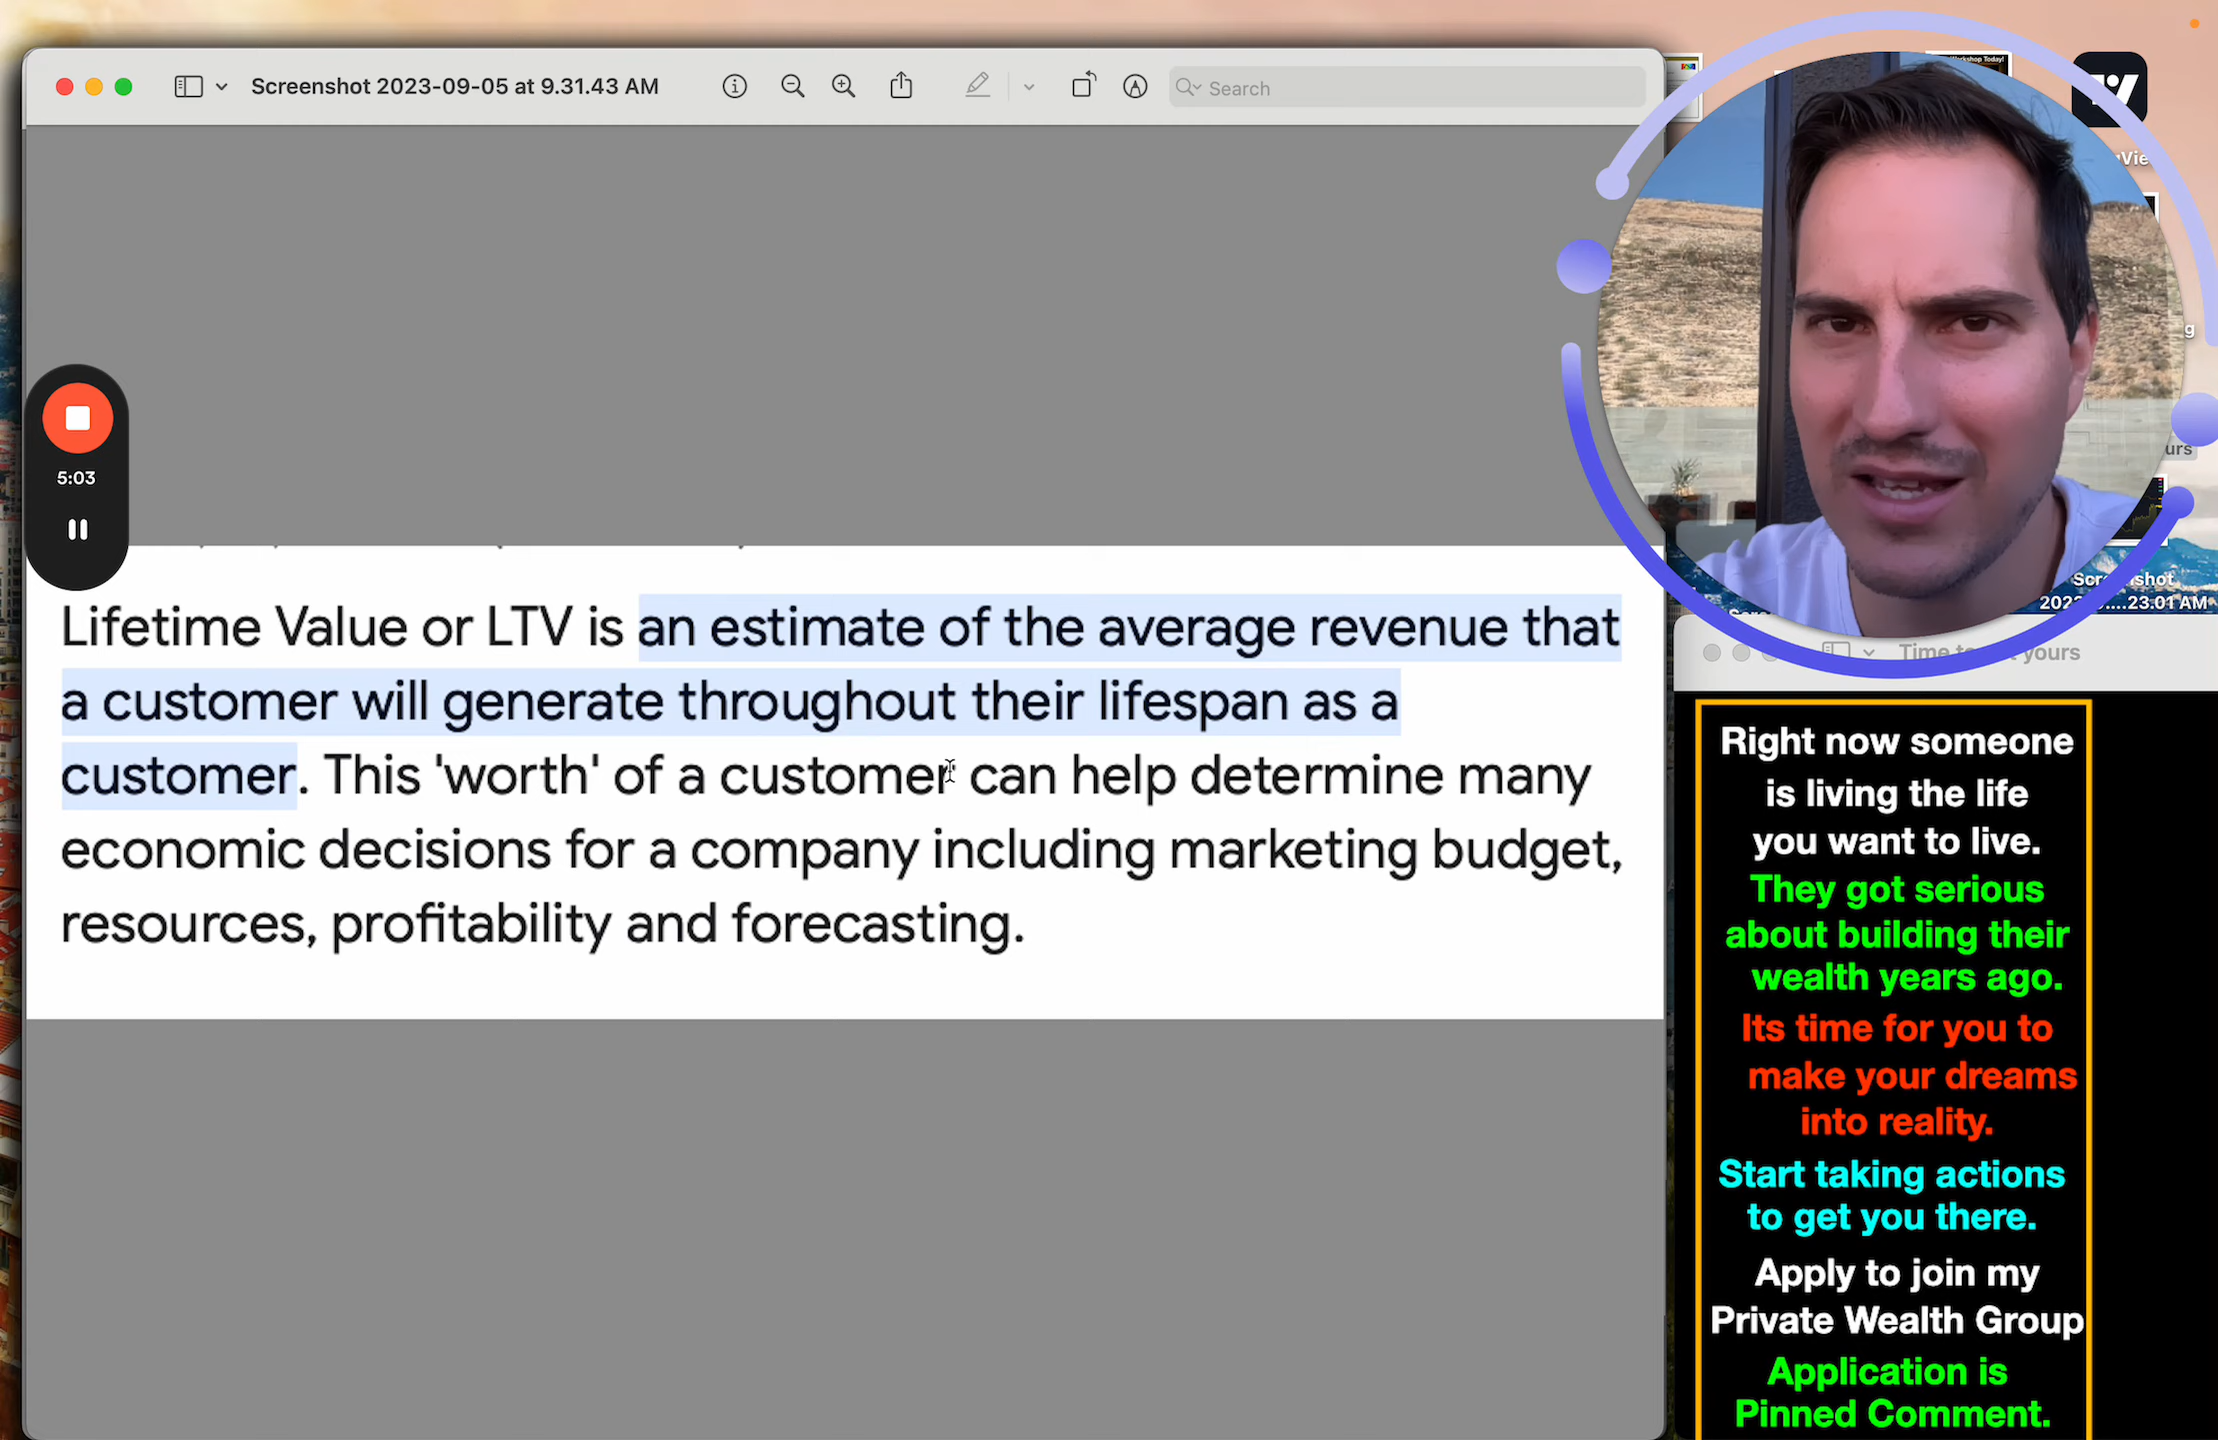 Screenshot 2023-09-05 at 9.31.43 AM
Search
Workshop Today!
5:03
Lifetime Value or LTV is an estimate of the average revenue that
a customer will generate throughout their lifespan as a
customer. This 'worth' of a customer can help determine many
economic decisions for a company including marketing budget,
resources, profitability and forecasting.
yours
Right now someone
is living the life
you want to live.
They got serious
about building their
wealth years ago.
Its time for you to
make your dreams
into reality.
Start taking actions
to get you there.
Apply to join my
Private Wealth Group
Application is
Pinned Comment.